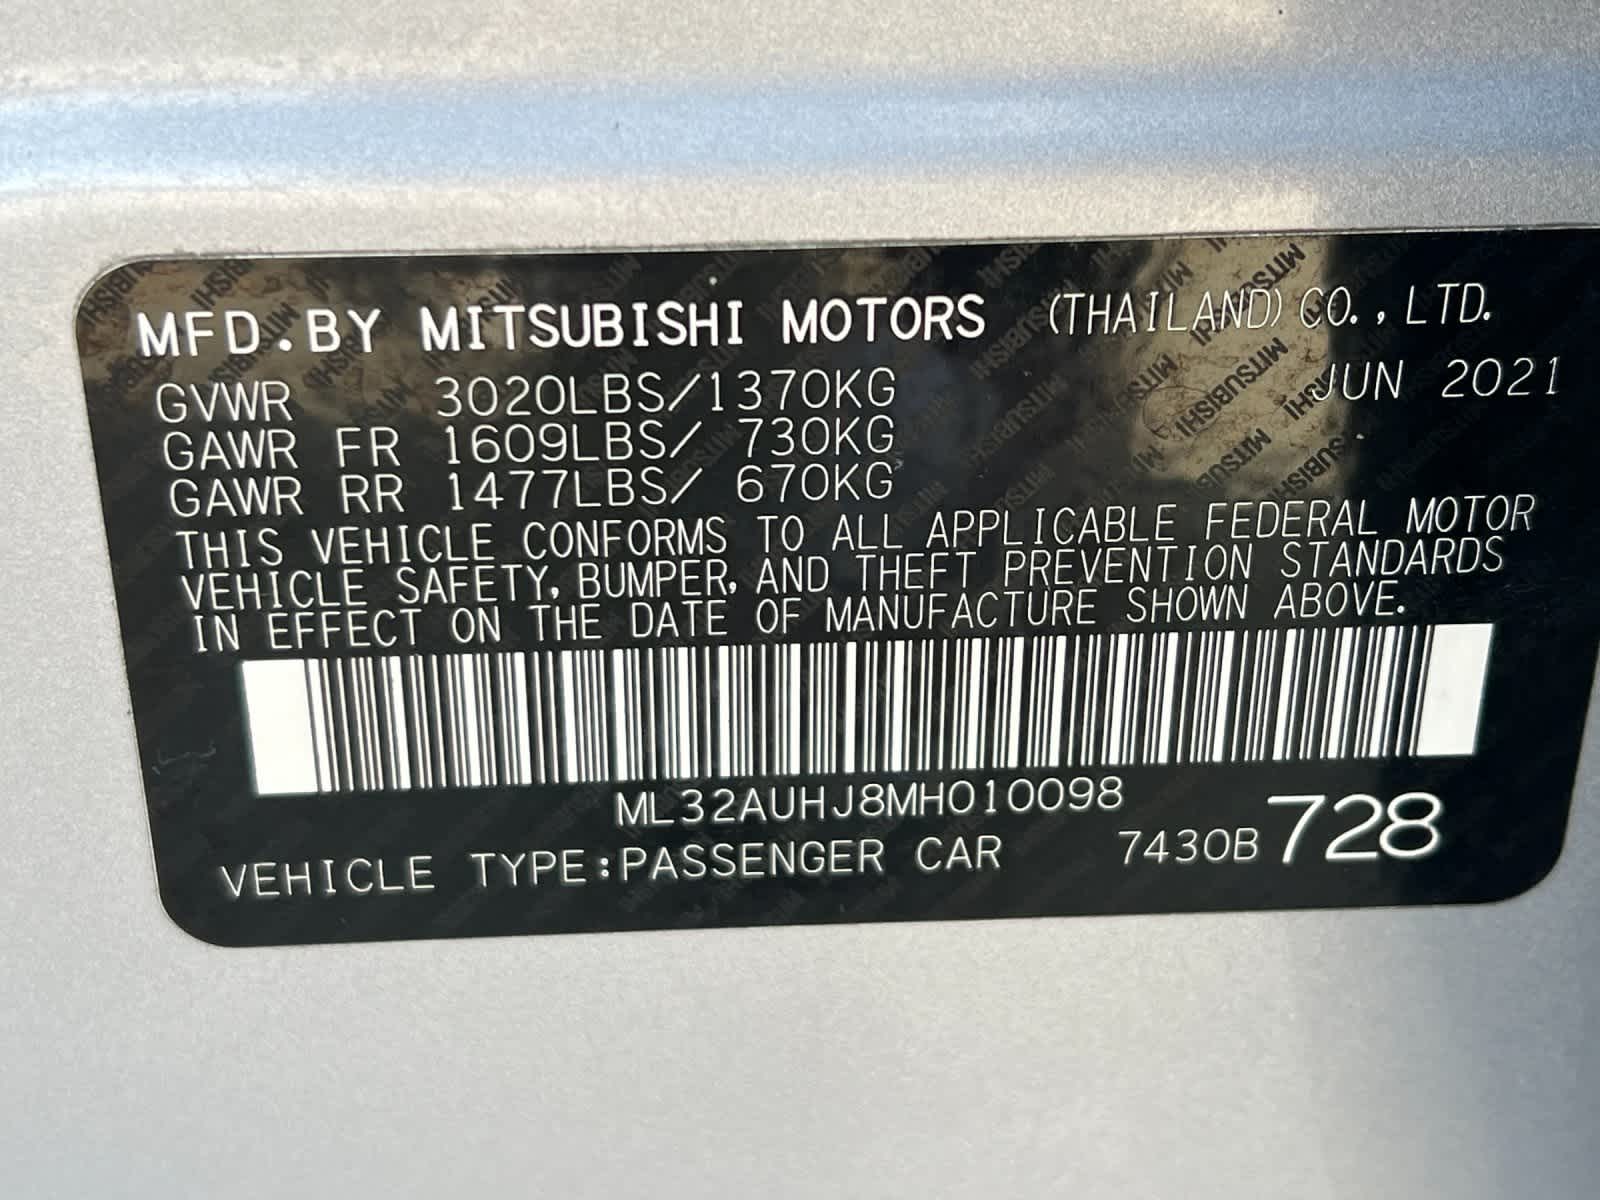 MFD.BY MITSUBISHI MOTORS (THAILAND) CO., LTD.
GVWR 3020LBS/1370KG JUN 2021
GAWR FR 1609LBS/ 730KG
GAWR RR 1477LBS/ 670KG
THIS VEHICLE CONFORMS TO ALL APPLICABLE FEDERAL MOTOR
VEHICLE SAFETY, BUMPER, AND THEFT PREVENTION STANDARDS
IN EFFECT ON THE DATE OF MANUFACTURE SHOWN ABOVE.
ML32AUHJ8MH010098
VEHICLE TYPE:PASSENGER CAR 7430B 728